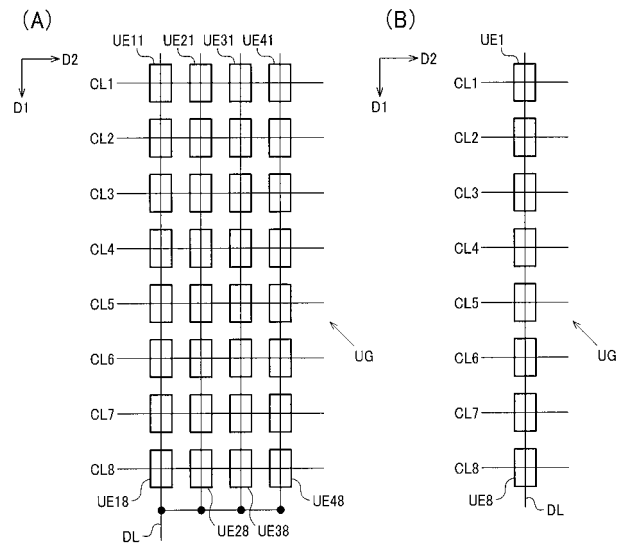 (A)
(B)
UE11
UE21
UE31
UE41
UE1
D2
D1
D2
D1
CL1
CL2
CL3
CL4
CL5
CL6
CL7
CL8
CL1
CL2
CL3
CL4
CL5
CL6
CL7
CL8
UG
UG
UE18
UE28
UE38
UE48
DL
UE8
DL